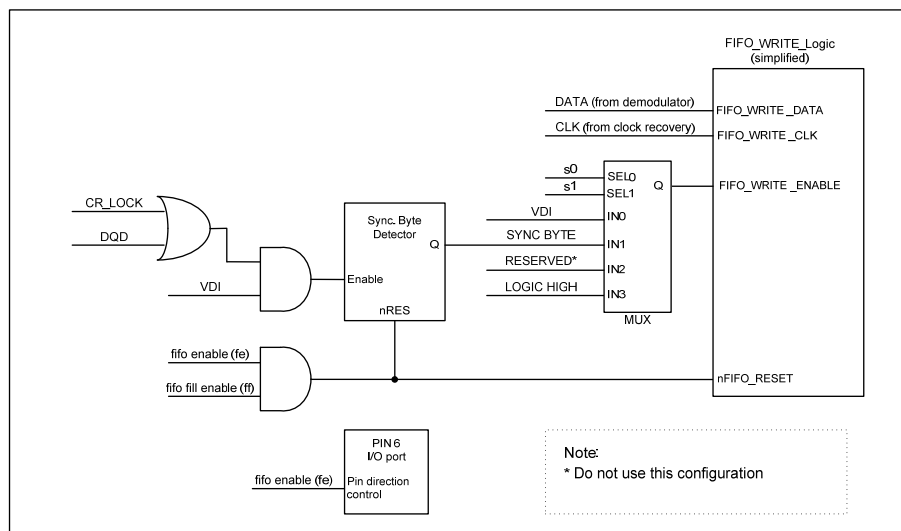 FIFO_WRITE_Logic
(simplified)
DATA (from demodulator)
FIFO_WRITE_DATA
CLK (from clock recovery)
FIFO_WRITE_CLK
s0
SEL0
s1
SEL1
Q
FIFO_WRITE_ENABLE
VDI
IN0
SYNC BYTE
IN1
RESERVED*
IN2
LOGIC HIGH
IN3
MUX
CR_LOCK
DQD
VDI
Sync. Byte
Detector
Q
Enable
nRES
fifo enable (fe)
fifo fill enable (ff)
nFIFO_RESET
PIN 6
I/O port
fifo enable (fe)
Pin direction
control
Note:
* Do not use this configuration